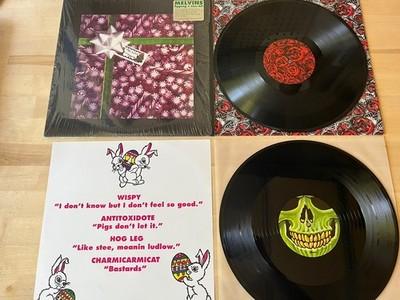 MELVINS
WISPY
"I don't know but I don't feel so good."
ANTITOXIDOTE
"Pigs don't let it."
HOG LEG
"Like stee, moanin ludlow."
CHARMICARMICAT
"Bastards"